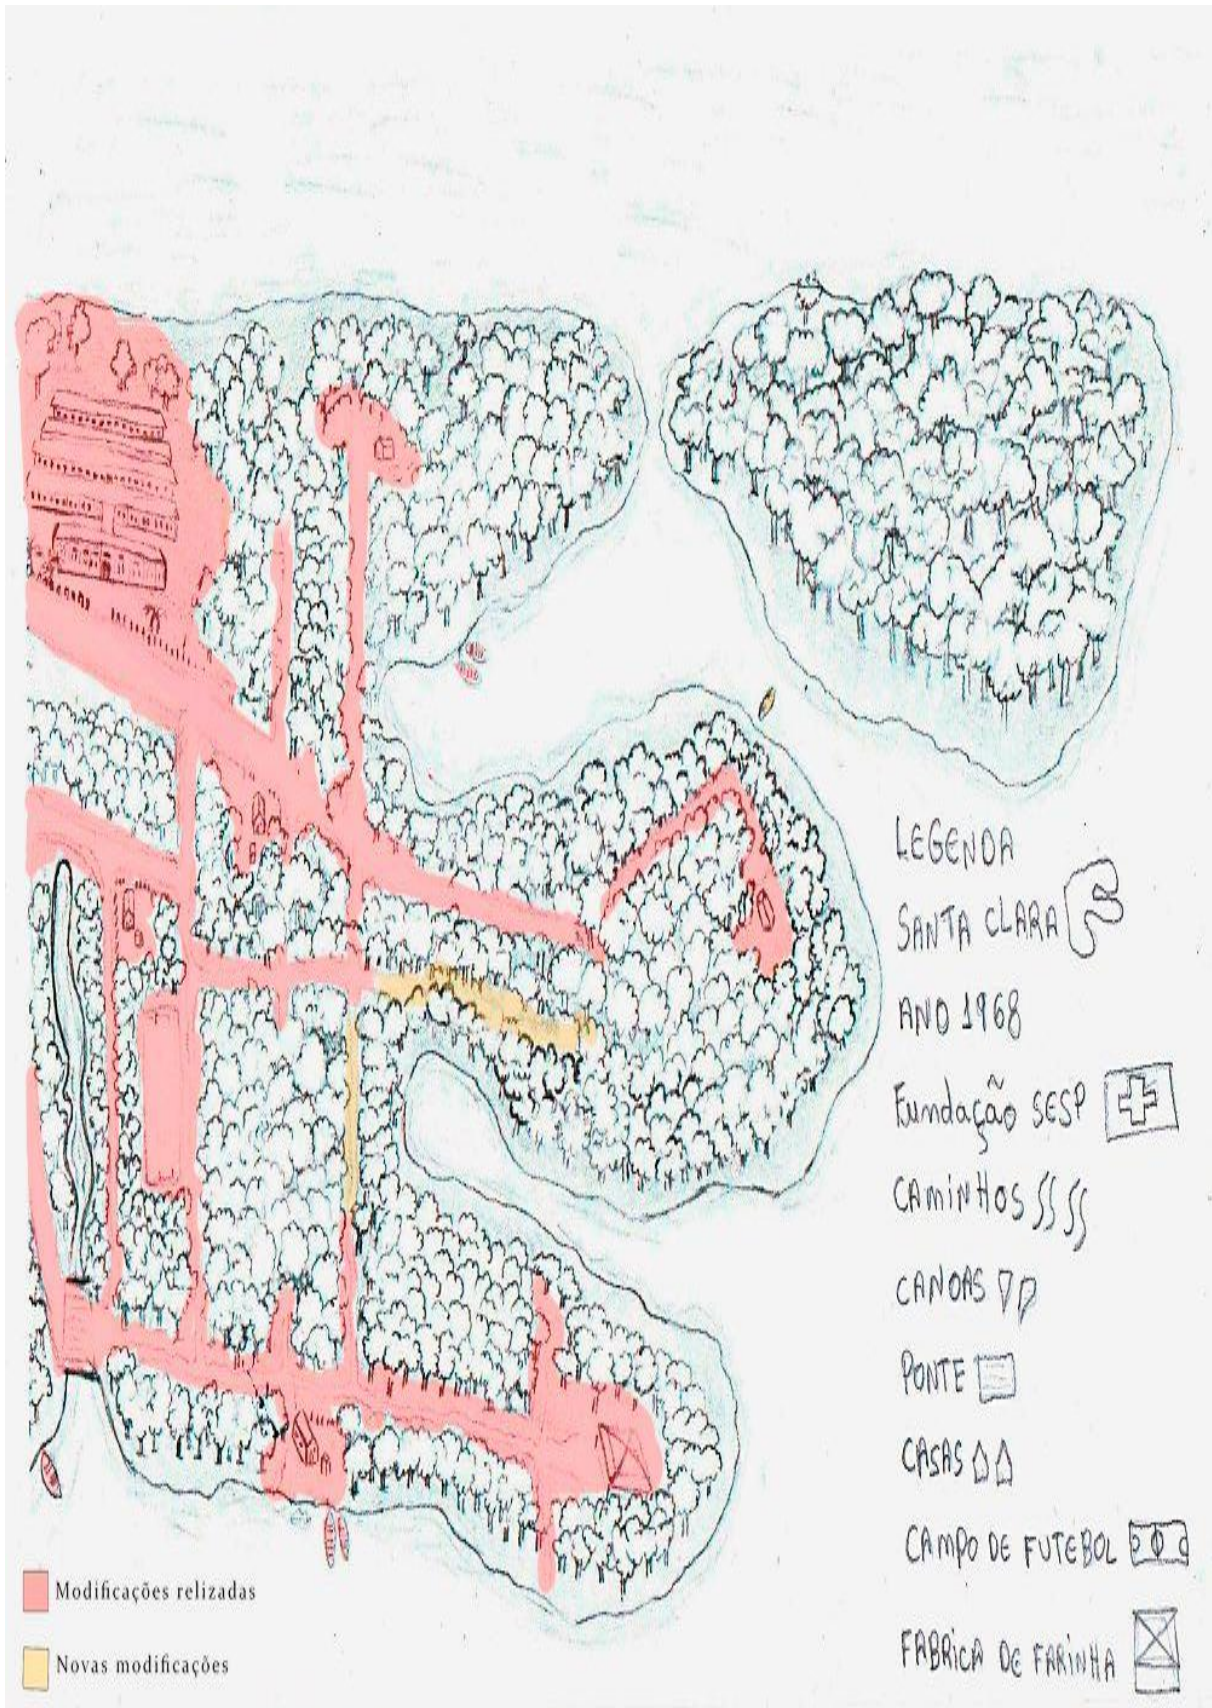 LEGENDA
SANTA CLARA
ANO 1968
Fundação SESP
CAMINHOS
CANOAS
PONTE
CASAS
CAMPO DE FUTEBOL
FABRICA DE FARINHA
Modificações relizadas
Novas modificações